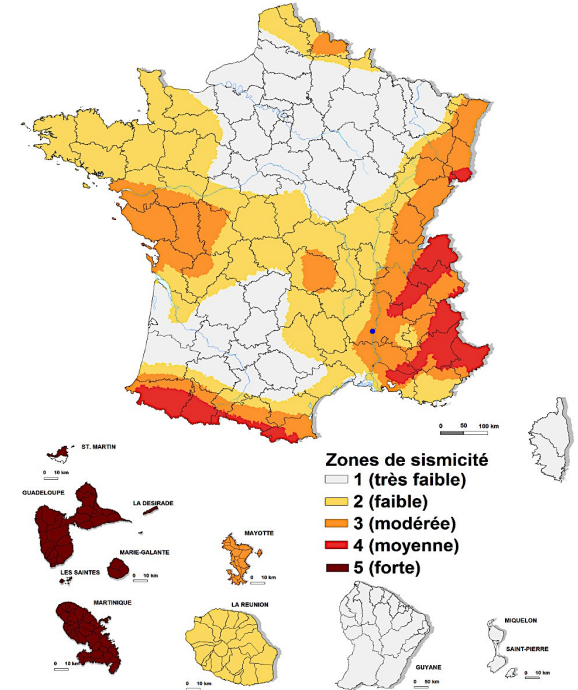 0 50 100 km
Zones de sismicité
1 (très faible)
2 (faible)
3 (modérée)
4 (moyenne)
5 (forte)
ST. MARTIN
0 10 km
GUADELOUPE
LA DESIRADE
MARIE-GALANTE
LES SAINTES
0 10 km
MAYOTTE
0 10 km
MARTINIQUE
0 10 km
LA REUNION
0 10 km
GUYANE
0 50 km
MIQUELON
SAINT-PIERRE
0 10 km